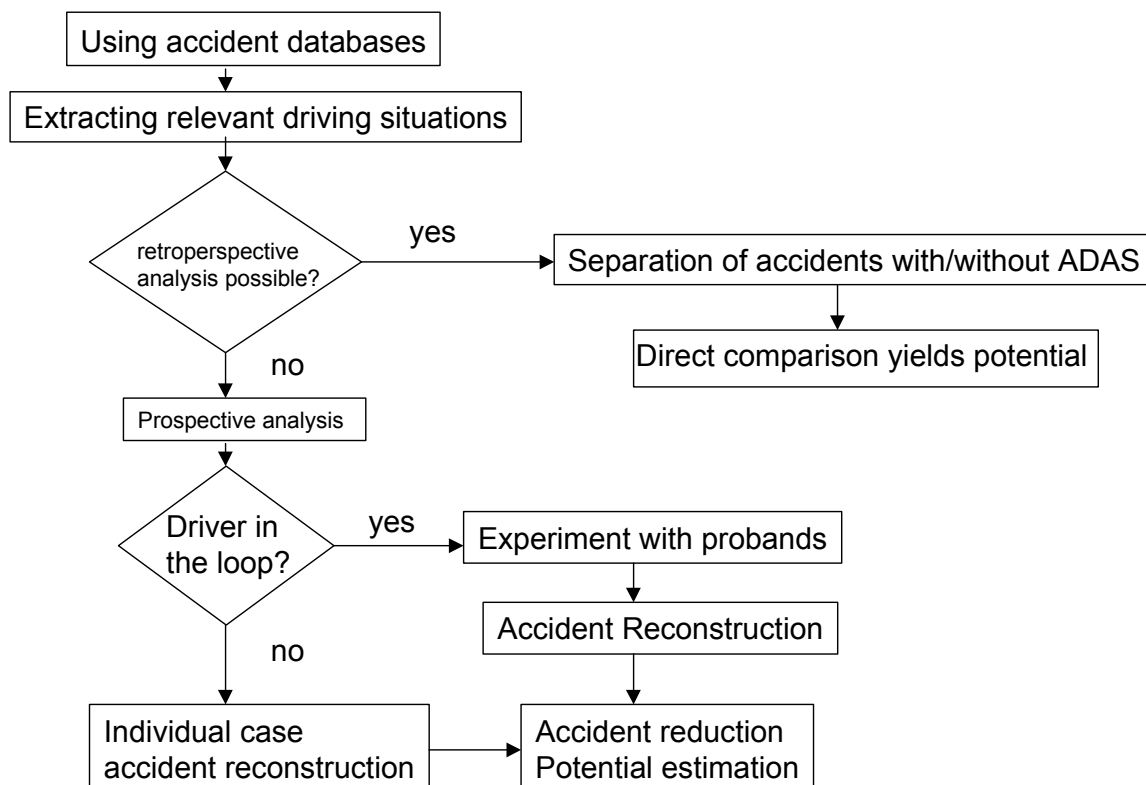 Using accident databases
Extracting relevant driving situations
retroperspective
analysis possible?
yes
Separation of accidents with/without ADAS
Direct comparison yields potential
no
Prospective analysis
Driver in
the loop?
yes
Experiment with probands
Accident Reconstruction
no
Individual case
accident reconstruction
Accident reduction
Potential estimation